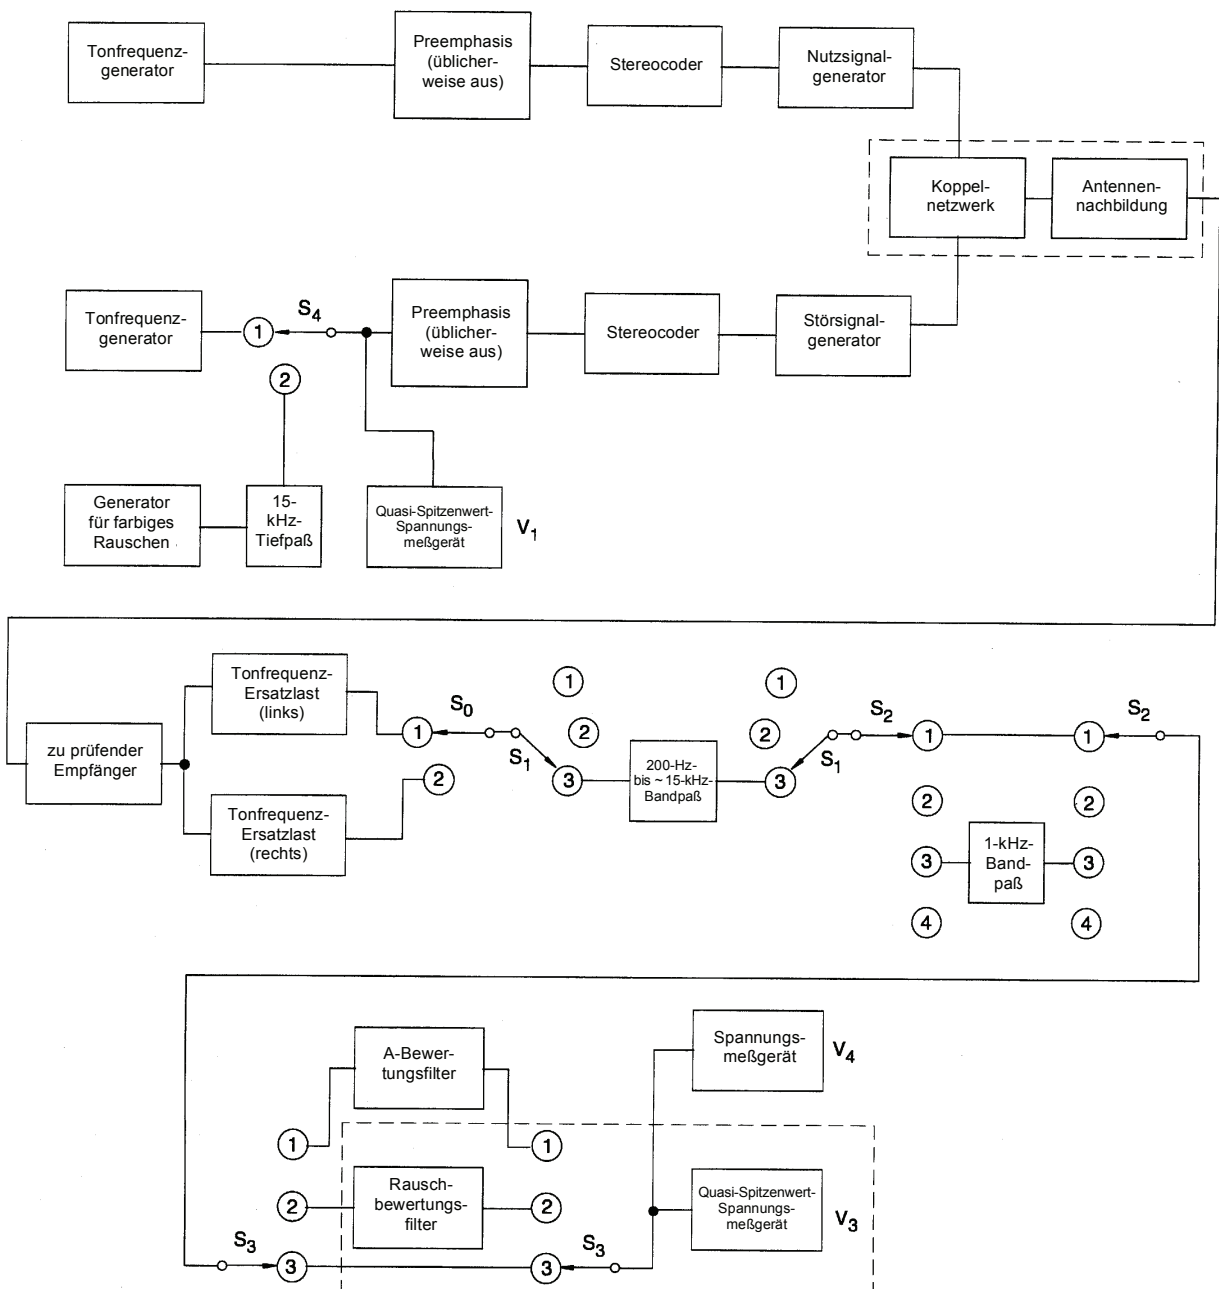 Tonfrequenz-
generator
Preemphasis
(üblicher-
weise aus)
Stereocoder
Nutzsignal-
generator
Koppel-
netzwerk
Antennen-
nachbildung
Tonfrequenz-
generator
1
S4
2
Preemphasis
(üblicher-
weise aus)
Stereocoder
Störsignal-
generator
Generator
für farbiges
Rauschen
15-
kHz-
Tiefpaß
Quasi-Spitzenwert-
Spannungs-
meßgerät
V1
zu prüfender
Empfänger
Tonfrequenz-
Ersatzlast
(links)
Tonfrequenz-
Ersatzlast
(rechts)
1
2
S0
S1
1
2
3
200-Hz-
bis ~ 15-kHz-
Bandpaß
1
2
3
S1
S2
1
2
3
4
1-kHz-
Band-
paß
1
2
3
4
S2
A-Bewer-
tungsfilter
1
1
Rausch-
bewertungs-
filter
2
2
S3
3
3
S3
Spannungs-
meßgerät
V4
Quasi-Spitzenwert-
Spannungs-
meßgerät
V3